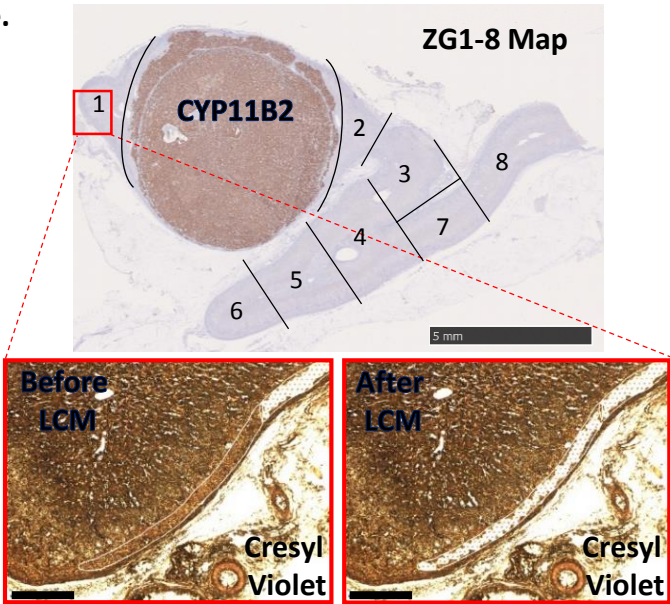 .
ZG1-8 Map
CYP11B2
1
2
3
8
4
7
5
6
5 mm
Before
LCM
Cresyl
Violet
After
LCM
Cresyl
Violet